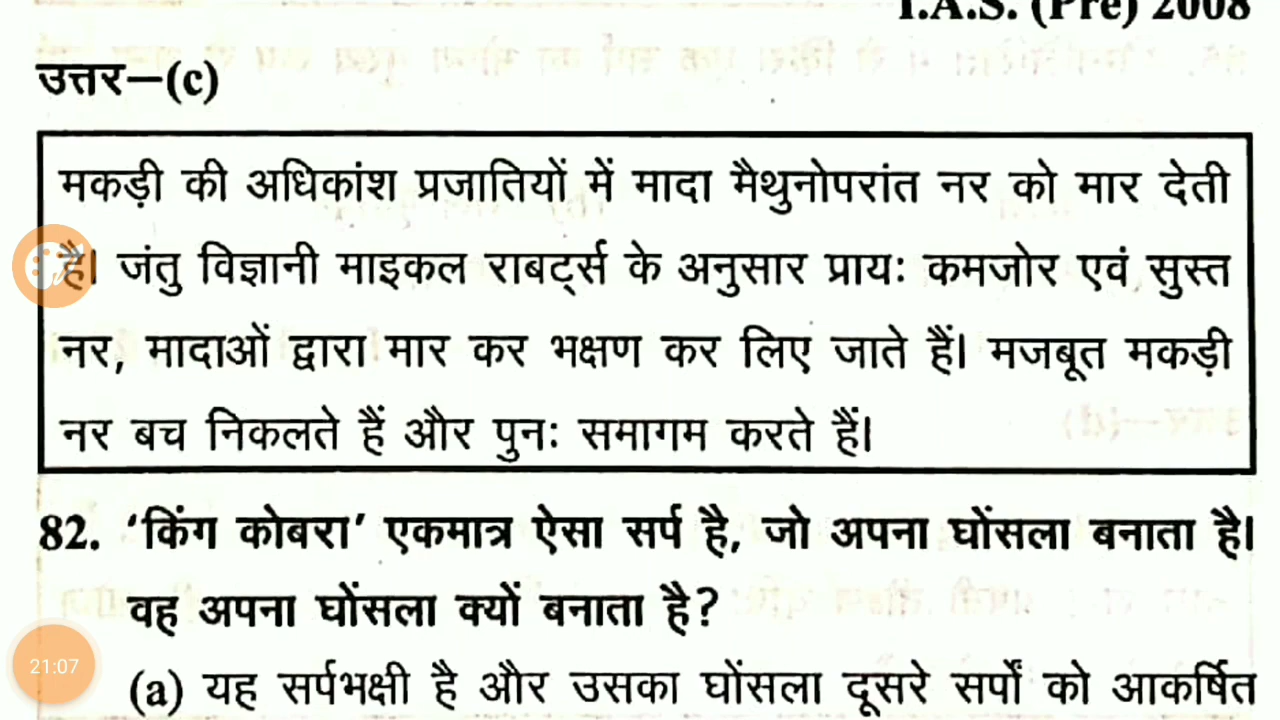 I.A.S. (Pre) 2008
उत्तर–(c)
मकड़ी की अधिकांश प्रजातियों में मादा मैथुनोपरांत नर को मार देती
है। जंतु विज्ञानी माइकल राबर्ट्स के अनुसार प्रायः कमजोर एवं सुस्त
नर, मादाओं द्वारा मार कर भक्षण कर लिए जाते हैं। मजबूत मकड़ी
नर बच निकलते हैं और पुनः समागम करते हैं।
82. ‘किंग कोबरा’ एकमात्र ऐसा सर्प है, जो अपना घोंसला बनाता है।
वह अपना घोंसला क्यों बनाता है?
21:07
(a) यह सर्पभक्षी है और उसका घोंसला दूसरे सर्पों को आकर्षित